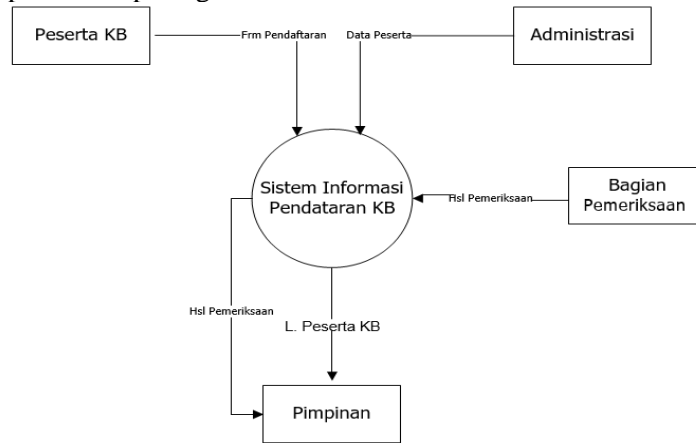 Peserta KB
Frm Pendaftaran
Data Peserta
Administrasi
Sistem Informasi
Pendataran KB
Hsl Pemeriksaan
Bagian
Pemeriksaan
Hsl Pemeriksaan
L. Peserta KB
Pimpinan